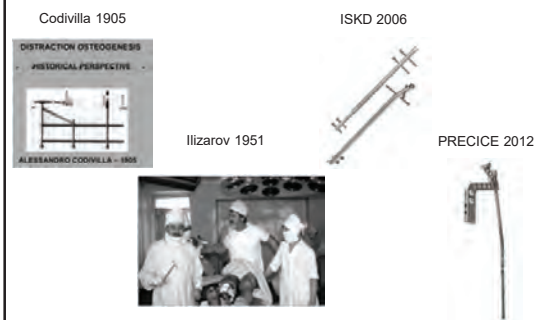 Codivilla 1905
DISTRACTION OSTEOGENESIS
- HISTORICAL PERSPECTIVE -
ALESSANDRO CODIVILLA – 1905
ISKD 2006
Ilizarov 1951
PRECICE 2012